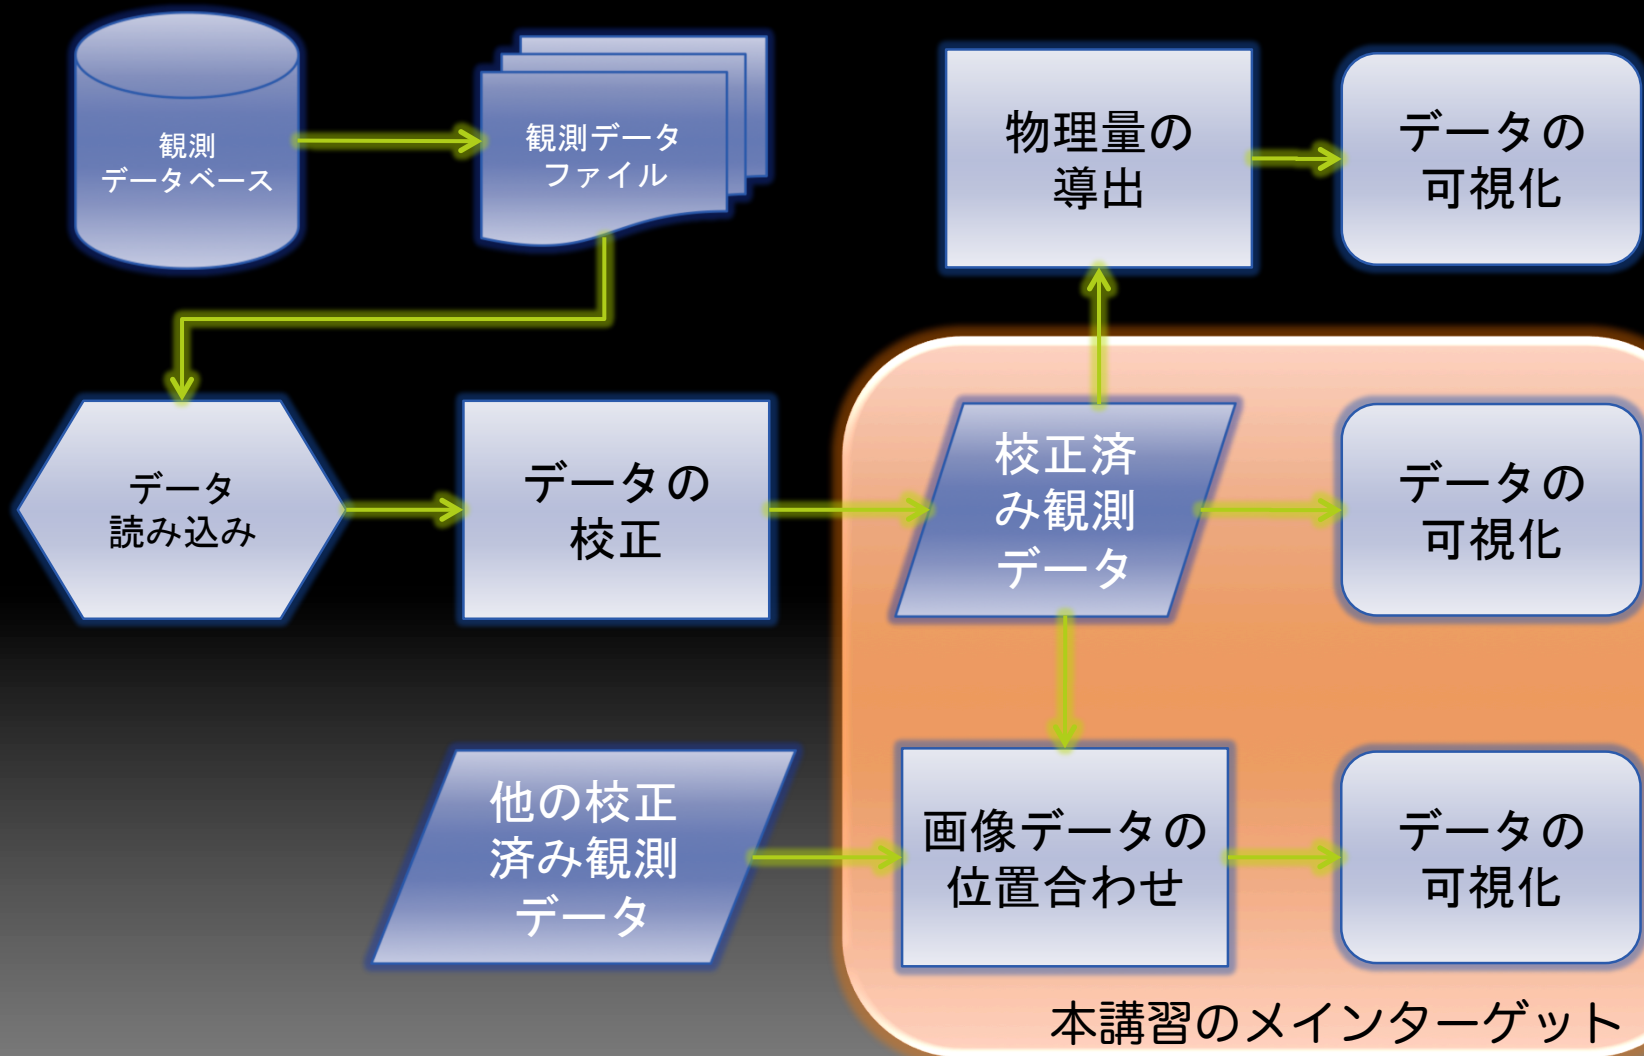 観測
データベース
観測データ
ファイル
物理量の
導出
データの
可視化
データ
読み込み
データの
校正
校正済
み観測
データ
データの
可視化
他の校正
済み観測
データ
画像データの
位置合わせ
データの
可視化
本講習のメインターゲット